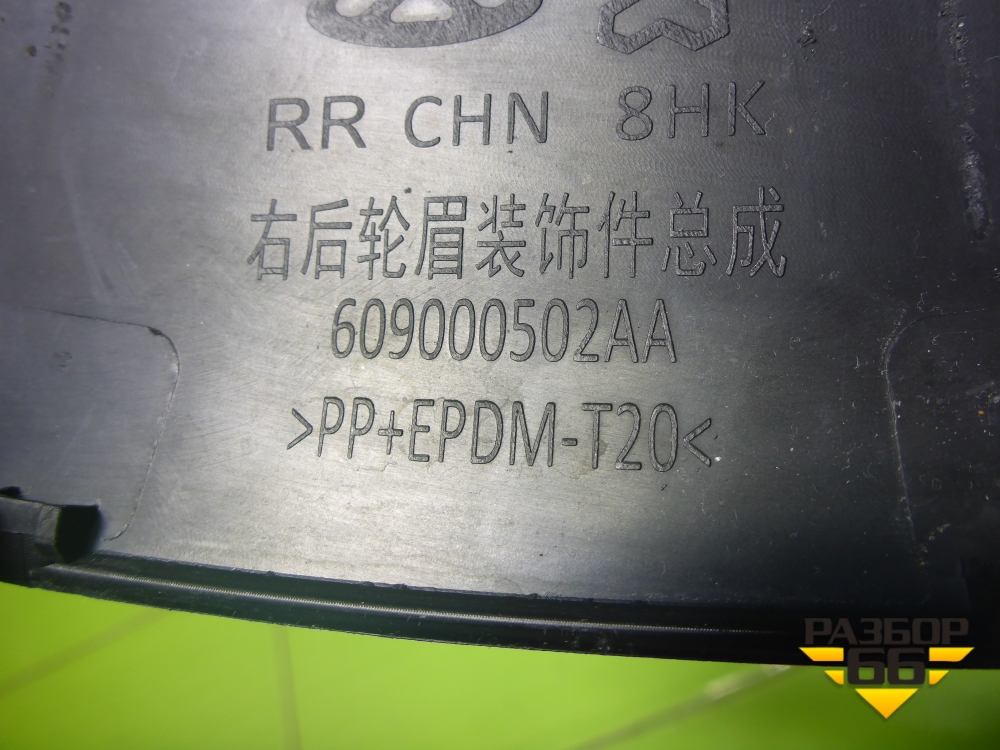 RR CHN 8HK
右后轮眉装饰件总成
609000502AA
>PP+EPDM-T20<
РАЗБОР
66